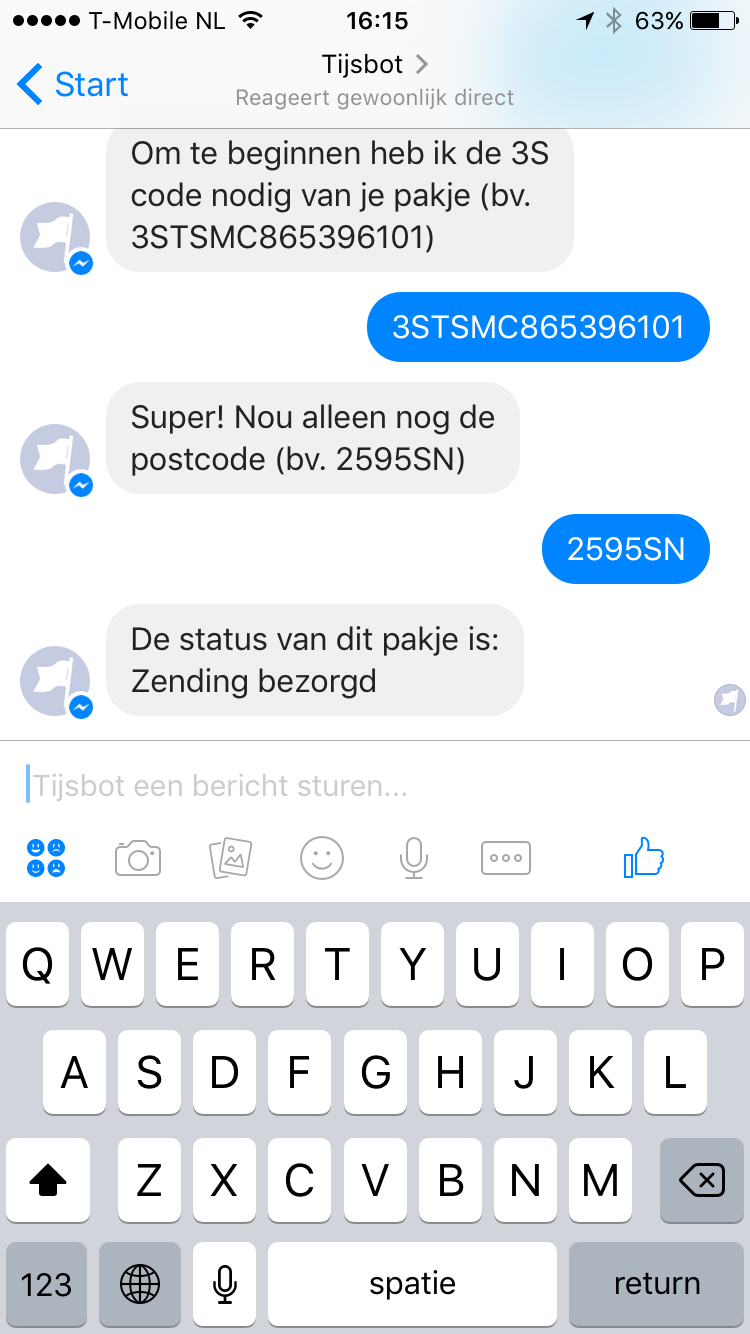 T-Mobile NL 16:15 63%
Start
Tijsbot
Reageert gewoonlijk direct
Om te beginnen heb ik de 3S
code nodig van je pakje (bv.
3STSMC865396101)
3STSMC865396101
Super! Nou alleen nog de
postcode (bv. 2595SN)
2595SN
De status van dit pakje is:
Zending bezorgd
Tijsbot een bericht sturen...
Q W E R T Y U I O P
A S D F G H J K L
Z X C V B N M
123 spatie return